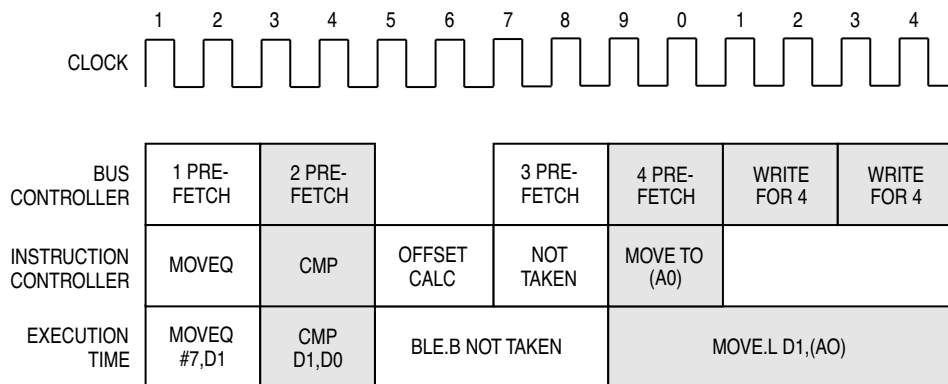 1 2 3 4 5 6 7 8 9 0 1 2 3 4
CLOCK
BUS
CONTROLLER
1 PRE-
FETCH
2 PRE-
FETCH
3 PRE-
FETCH
4 PRE-
FETCH
WRITE
FOR 4
WRITE
FOR 4
INSTRUCTION
CONTROLLER
MOVEQ
CMP
OFFSET
CALC
NOT
TAKEN
MOVE TO
(A0)
EXECUTION
TIME
MOVEQ
#7,D1
CMP
D1,D0
BLE.B NOT TAKEN
MOVE.L D1,(AO)